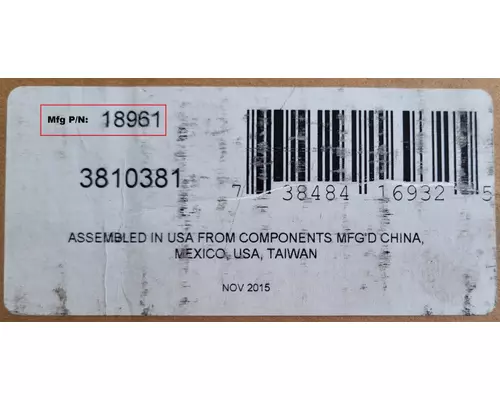 Mfg P/N: 18961
3810381
7 38484 16932 5
ASSEMBLED IN USA FROM COMPONENTS MFG'D CHINA,
MEXICO, USA, TAIWAN
NOV 2015